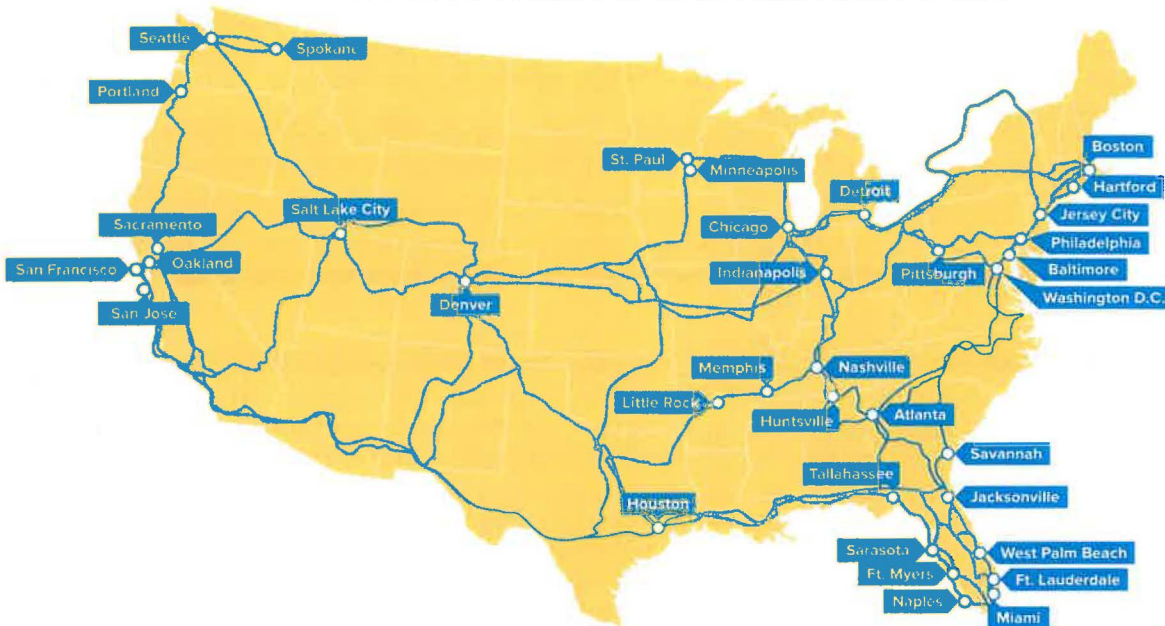 Seattle
Spokane
Portland
St. Paul
Minneapolis
Boston
Detroit
Hartford
Salt Lake City
Jersey City
Sacramento
Chicago
Philadelphia
San Francisco
Oakland
Indianapolis
Pittsburgh
Baltimore
Denver
Washington D.C.
San Jose
Memphis
Nashville
Little Rock
Huntsville
Atlanta
Savannah
Tallahassee
Houston
Jacksonville
Sarasota
West Palm Beach
Ft. Myers
Ft. Lauderdale
Naples
Miami